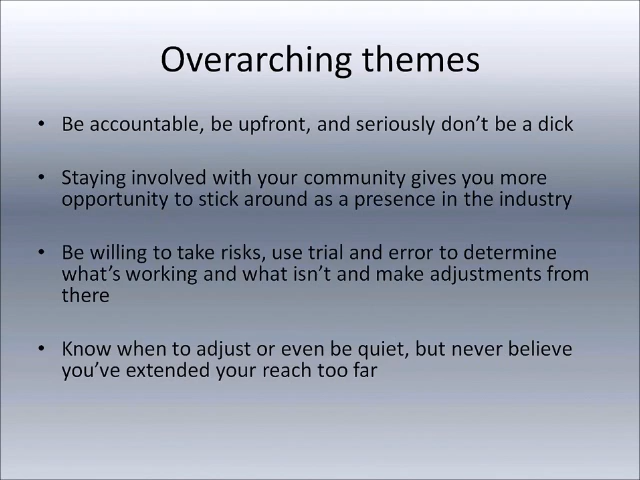 Overarching themes
• Be accountable, be upfront, and seriously don’t be a dick
• Staying involved with your community gives you more
opportunity to stick around as a presence in the industry
• Be willing to take risks, use trial and error to determine
what’s working and what isn’t and make adjustments from
there
• Know when to adjust or even be quiet, but never believe
you’ve extended your reach too far